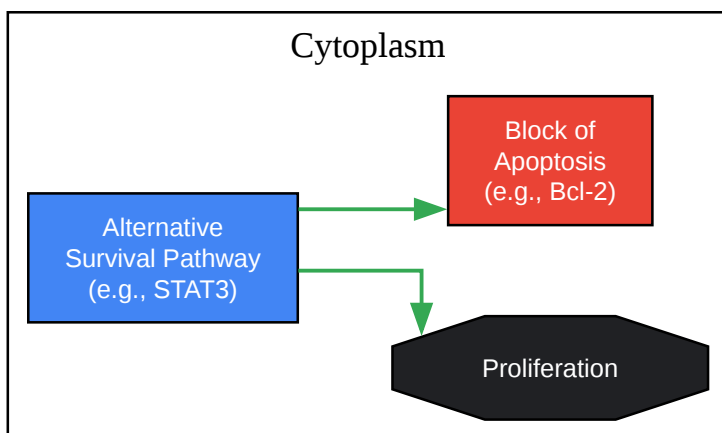 Cytoplasm
Block of
Apoptosis
(e.g., Bcl-2)
Alternative
Survival Pathway
(e.g., STAT3)
Proliferation